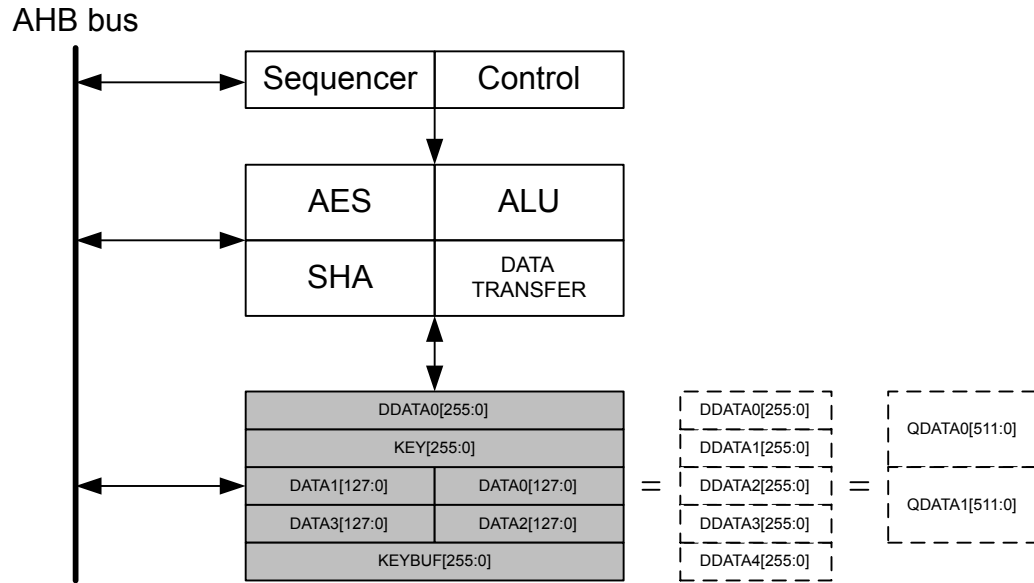 AHB bus
Sequencer Control
AES ALU
SHA DATA
TRANSFER
DDATA0[255:0]
KEY[255:0]
DATA1[127:0] DATA0[127:0]
DATA3[127:0] DATA2[127:0]
KEYBUF[255:0]
=
DDATA0[255:0]
DDATA1[255:0]
DDATA2[255:0]
DDATA3[255:0]
DDATA4[255:0]
=
QDATA0[511:0]
QDATA1[511:0]